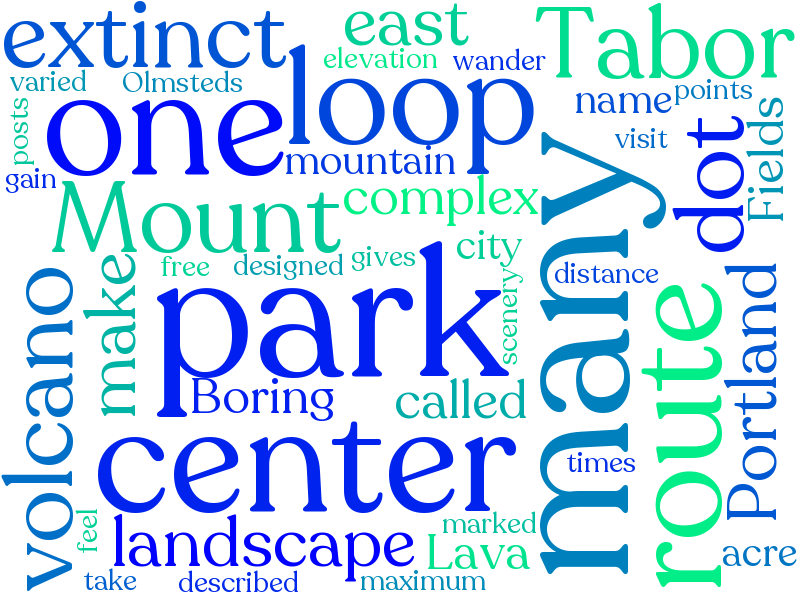 extinct
east
Tabor
elevation
wander
varied
Olmsteds
loop
one
name
points
posts
visit
dot
Fields
gain
mountain
many
Mount
complex
city
free
designed
gives
scenery
distance
volcano
make
park
route
Portland
Boring
called
center
times
feel
landscape
marked
Lava
acre
take
described
maximum